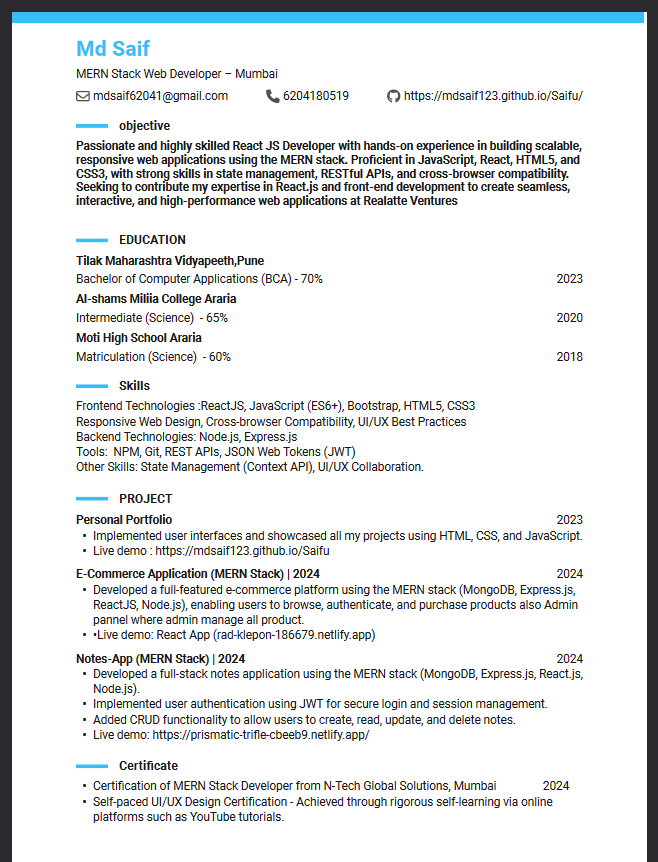 Md Saif
MERN Stack Web Developer – Mumbai
mdsaif62041@gmail.com 6204180519 https://mdsaif123.github.io/Saifu/
objective
Passionate and highly skilled React JS Developer with hands-on experience in building scalable,
responsive web applications using the MERN stack. Proficient in JavaScript, React, HTML5, and
CSS3, with strong skills in state management, RESTful APIs, and cross-browser compatibility.
Seeking to contribute my expertise in React.js and front-end development to create seamless,
interactive, and high-performance web applications at Realatte Ventures
EDUCATION
Tilak Maharashtra Vidyapeeth,Pune
Bachelor of Computer Applications (BCA) - 70% 2023
Al-shams Miliia College Araria
Intermediate (Science)  - 65% 2020
Moti High School Araria
Matriculation (Science)  - 60% 2018
Skills
Frontend Technologies :ReactJS, JavaScript (ES6+), Bootstrap, HTML5, CSS3
Responsive Web Design, Cross-browser Compatibility, UI/UX Best Practices
Backend Technologies: Node.js, Express.js
Tools:  NPM, Git, REST APIs, JSON Web Tokens (JWT)
Other Skills: State Management (Context API), UI/UX Collaboration.
PROJECT
Personal Portfolio 2023
• Implemented user interfaces and showcased all my projects using HTML, CSS, and JavaScript.
• Live demo : https://mdsaif123.github.io/Saifu
E-Commerce Application (MERN Stack) | 2024 2024
• Developed a full-featured e-commerce platform using the MERN stack (MongoDB, Express.js,
ReactJS, Node.js), enabling users to browse, authenticate, and purchase products also Admin
pannel where admin manage all product.
• •Live demo: React App (rad-klepon-186679.netlify.app)
Notes-App (MERN Stack) | 2024 2024
• Developed a full-stack notes application using the MERN stack (MongoDB, Express.js, React.js,
Node.js).
• Implemented user authentication using JWT for secure login and session management.
• Added CRUD functionality to allow users to create, read, update, and delete notes.
• Live demo: https://prismatic-trifle-cbeeb9.netlify.app/
Certificate
• Certification of MERN Stack Developer from N-Tech Global Solutions, Mumbai 2024
• Self-paced UI/UX Design Certification - Achieved through rigorous self-learning via online
platforms such as YouTube tutorials.